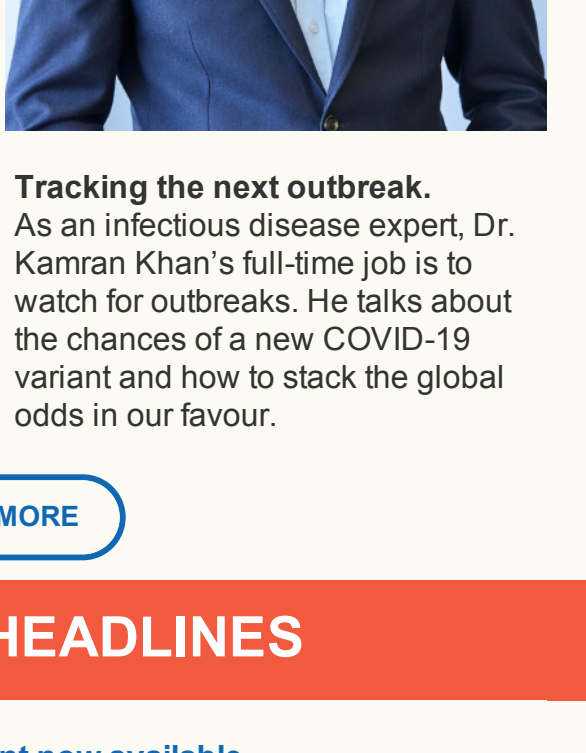 Tracking the next outbreak.
As an infectious disease expert, Dr.
Kamran Khan’s full-time job is to
watch for outbreaks. He talks about
the chances of a new COVID-19
variant and how to stack the global
odds in our favour.
MORE
HEADLINES
now available